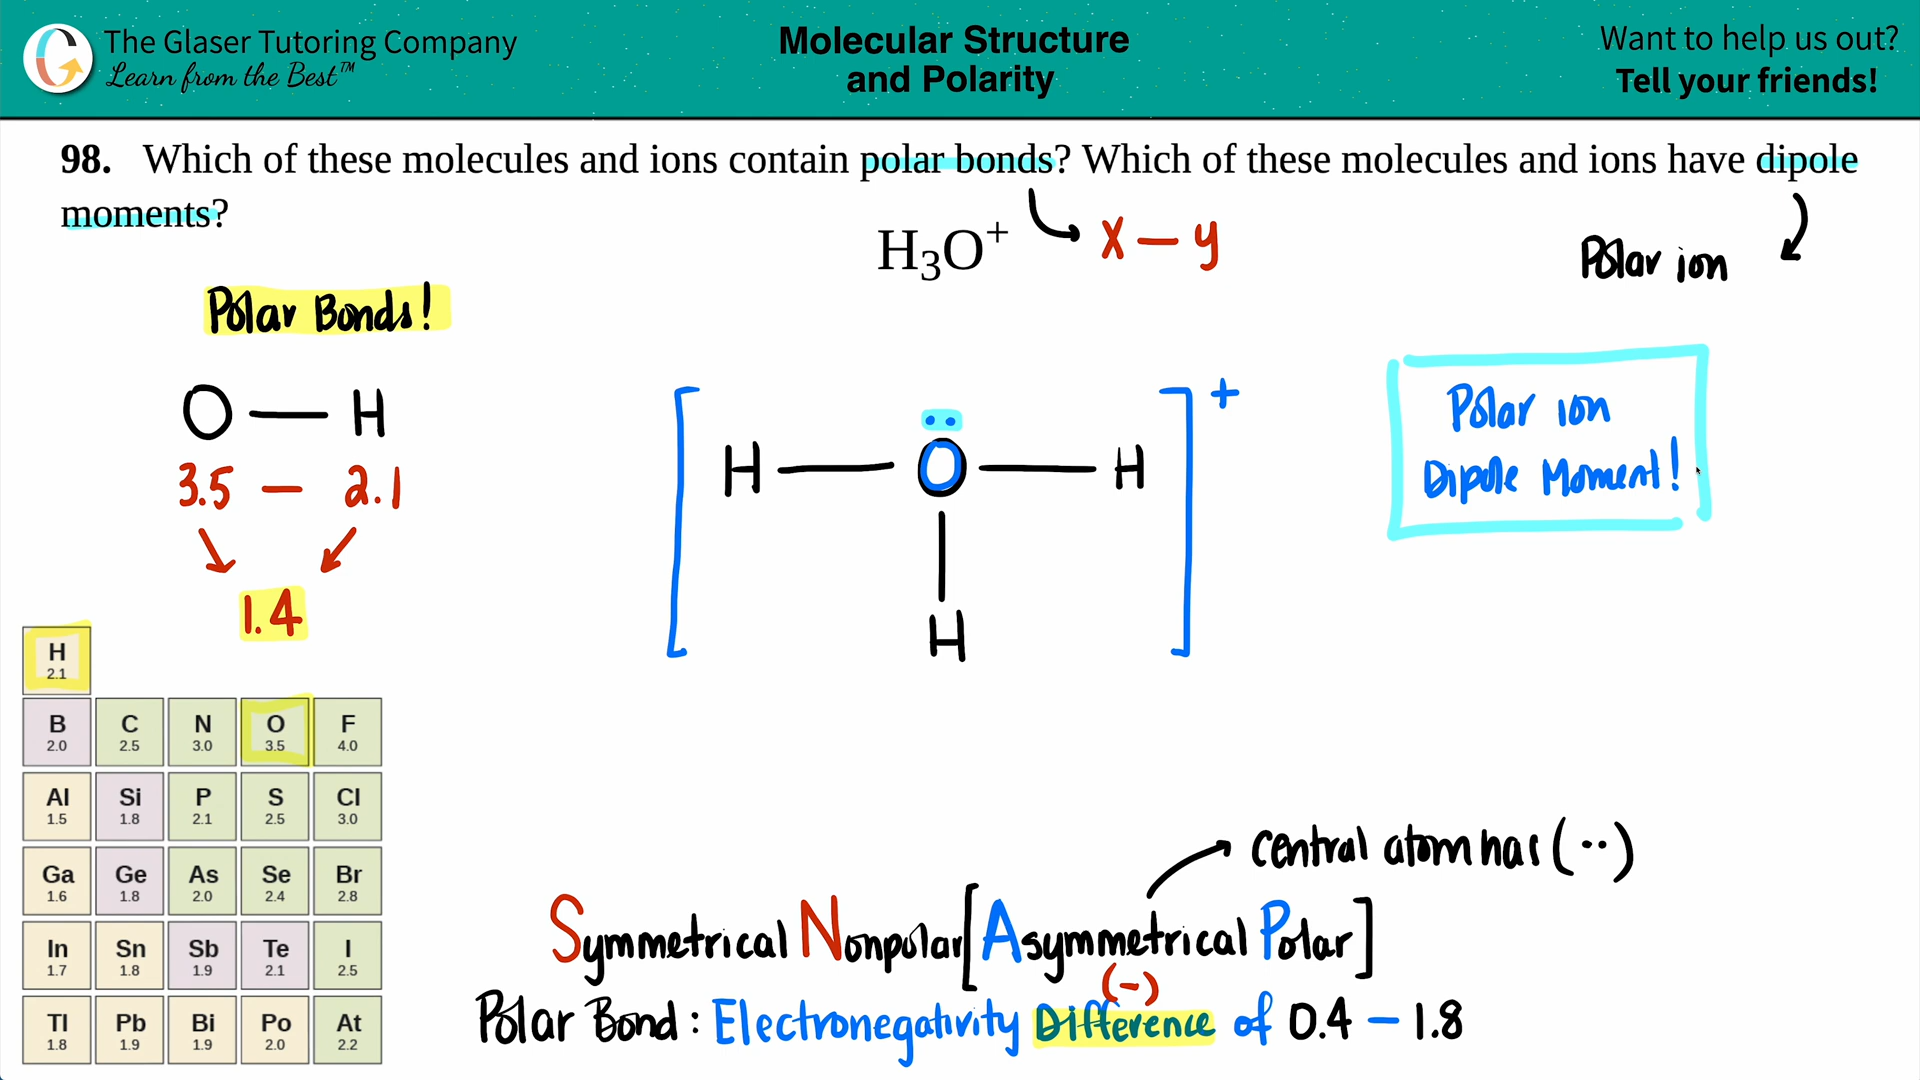 The Glaser Tutoring Company
Learn from the Best™
Molecular Structure
and Polarity
Want to help us out?
Tell your friends!
98. Which of these molecules and ions contain polar bonds? Which of these molecules and ions have dipole
moments?
H₃O⁺
X — y
Polar ion
Polar Bonds!
O — H
3.5 — 2.1
1.4
[H — O — H]⁺
H
Polar ion
Dipole Moment!
H
2.1
B C N O F
2.0 2.5 3.0 3.5 4.0
Al Si P S Cl
1.5 1.8 2.1 2.5 3.0
Ga Ge As Se Br
1.6 1.8 2.0 2.4 2.8
In Sn Sb Te I
1.7 1.8 1.9 2.1 2.5
Tl Pb Bi Po At
1.8 1.9 1.9 2.0 2.2
central atom has (··)
Symmetrical Nonpolar [Asymmetrical Polar]
(-)
Polar Bond: Electronegativity Difference of 0.4 – 1.8